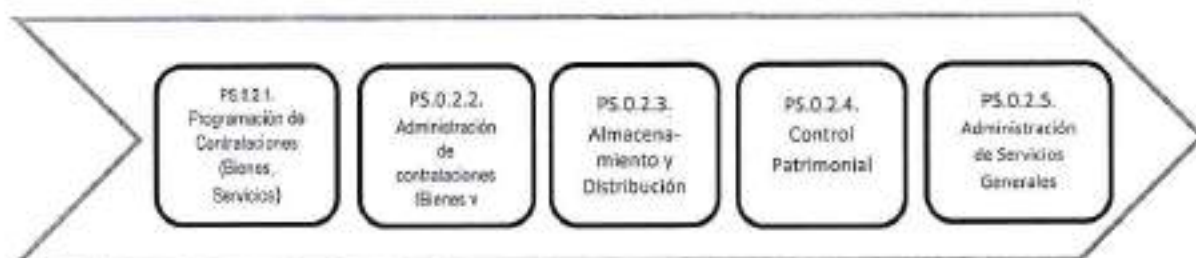 PS.0.2.1.
Programación de
Contrataciones
(Bienes,
Servicios)
PS.0.2.2.
Administración
de
contrataciones
(Bienes v
PS.0.2.3.
Almacena-
miento y
Distribución
PS.0.2.4.
Control
Patrimonial
PS.0.2.5.
Administración
de Servicios
Generales